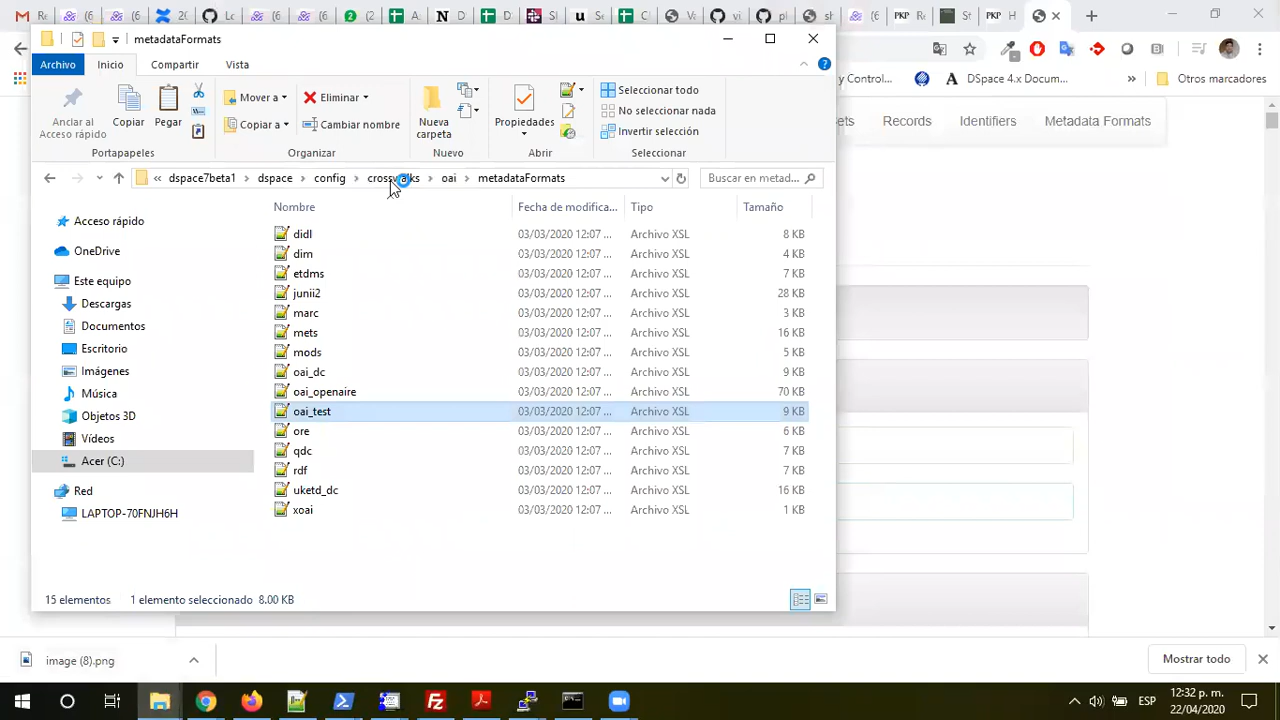 metadataFormats
Archivo Inicio Compartir Vista
Anclar al Acceso rápido
Copiar
Pegar
Mover a
Copiar a
Eliminar
Cambiar nombre
Nueva carpeta
Propiedades
Seleccionar todo
No seleccionar nada
Invertir selección
Portapapeles Organizar Nuevo Abrir Seleccionar
« dspace7beta1 › dspace › config › crosswalks › oai › metadataFormats
Buscar en metad...
Nombre Fecha de modifica... Tipo Tamaño
didl 03/03/2020 12:07 ... Archivo XSL 8 KB
dim 03/03/2020 12:07 ... Archivo XSL 4 KB
etdms 03/03/2020 12:07 ... Archivo XSL 7 KB
junii2 03/03/2020 12:07 ... Archivo XSL 28 KB
marc 03/03/2020 12:07 ... Archivo XSL 3 KB
mets 03/03/2020 12:07 ... Archivo XSL 16 KB
mods 03/03/2020 12:07 ... Archivo XSL 5 KB
oai_dc 03/03/2020 12:07 ... Archivo XSL 9 KB
oai_openaire 03/03/2020 12:07 ... Archivo XSL 70 KB
oai_test 03/03/2020 12:07 ... Archivo XSL 9 KB
ore 03/03/2020 12:07 ... Archivo XSL 6 KB
qdc 03/03/2020 12:07 ... Archivo XSL 7 KB
rdf 03/03/2020 12:07 ... Archivo XSL 7 KB
uketd_dc 03/03/2020 12:07 ... Archivo XSL 16 KB
xoai 03/03/2020 12:07 ... Archivo XSL 1 KB
Acceso rápido
OneDrive
Este equipo
Descargas
Documentos
Escritorio
Imágenes
Música
Objetos 3D
Vídeos
Acer (C:)
Red
LAPTOP-70FNJH6H
15 elementos 1 elemento seleccionado 8.00 KB
y Control... DSpace 4.x Docum... » Otros marcadores
ets Records Identifiers Metadata Formats
image (8).png
Mostrar todo
ESP
12:32 p. m.
22/04/2020